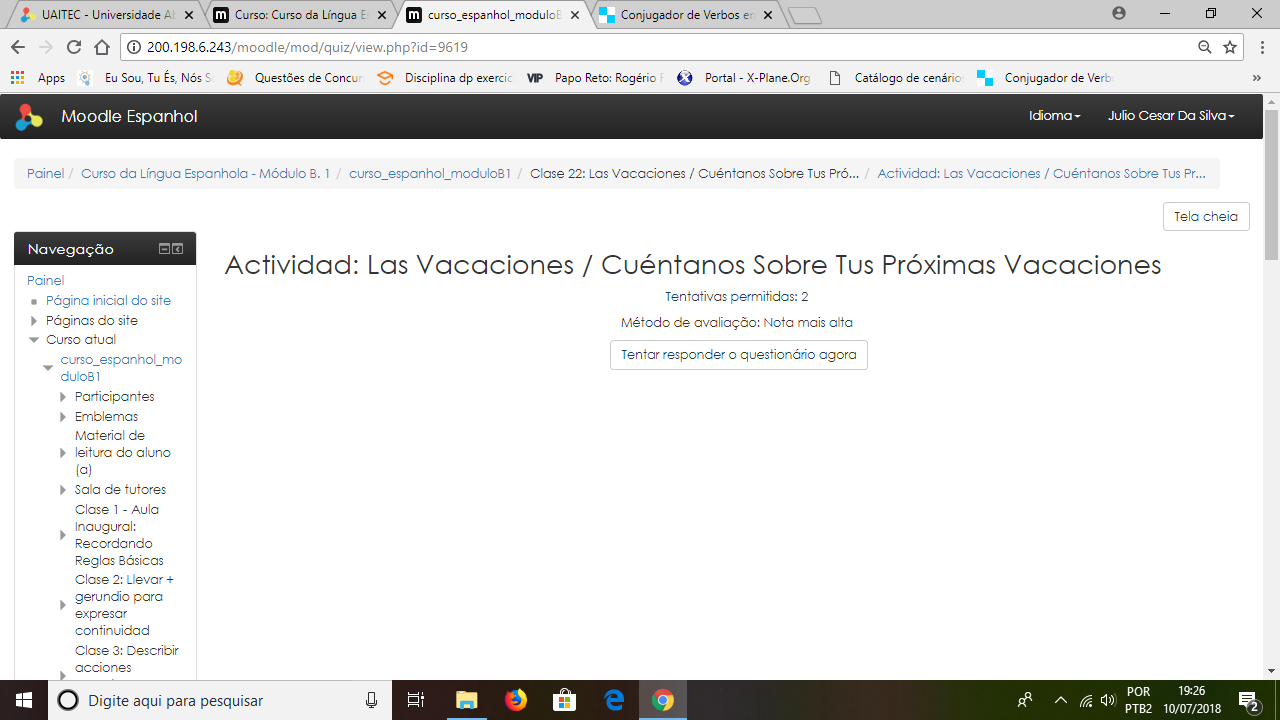 UAITEC - Universidade Ab
Curso: Curso da Língua Es
curso_espanhol_moduloB
Conjugador de Verbos en
200.198.6.243/moodle/mod/quiz/view.php?id=9619
Apps
Eu Sou, Tu És, Nós S
Questões de Concur
Disciplina dp exercic
VIP Papo Reto: Rogério F
Portal - X-Plane.Org
Catálogo de cenário
Conjugador de Verb
»
Moodle Espanhol
Idioma
Julio Cesar Da Silva
Painel / Curso da Língua Espanhola - Módulo B. 1 / curso_espanhol_moduloB1 / Clase 22: Las Vacaciones / Cuéntanos Sobre Tus Pró... / Actividad: Las Vacaciones / Cuéntanos Sobre Tus Pr...
Tela cheia
Navegação
Painel
Página inicial do site
Páginas do site
Curso atual
curso_espanhol_mo
duloB1
Participantes
Emblemas
Material de
leitura do aluno
(a)
Sala de tutores
Clase 1 - Aula
Inaugural:
Recordando
Reglas Básicas
Clase 2: Llevar +
gerundio para
expresar
continuidad
Clase 3: Describir
acciones
Actividad: Las Vacaciones / Cuéntanos Sobre Tus Próximas Vacaciones
Tentativas permitidas: 2
Método de avaliação: Nota mais alta
Tentar responder o questionário agora
Digite aqui para pesquisar
POR
PTB2
19:26
10/07/2018
2